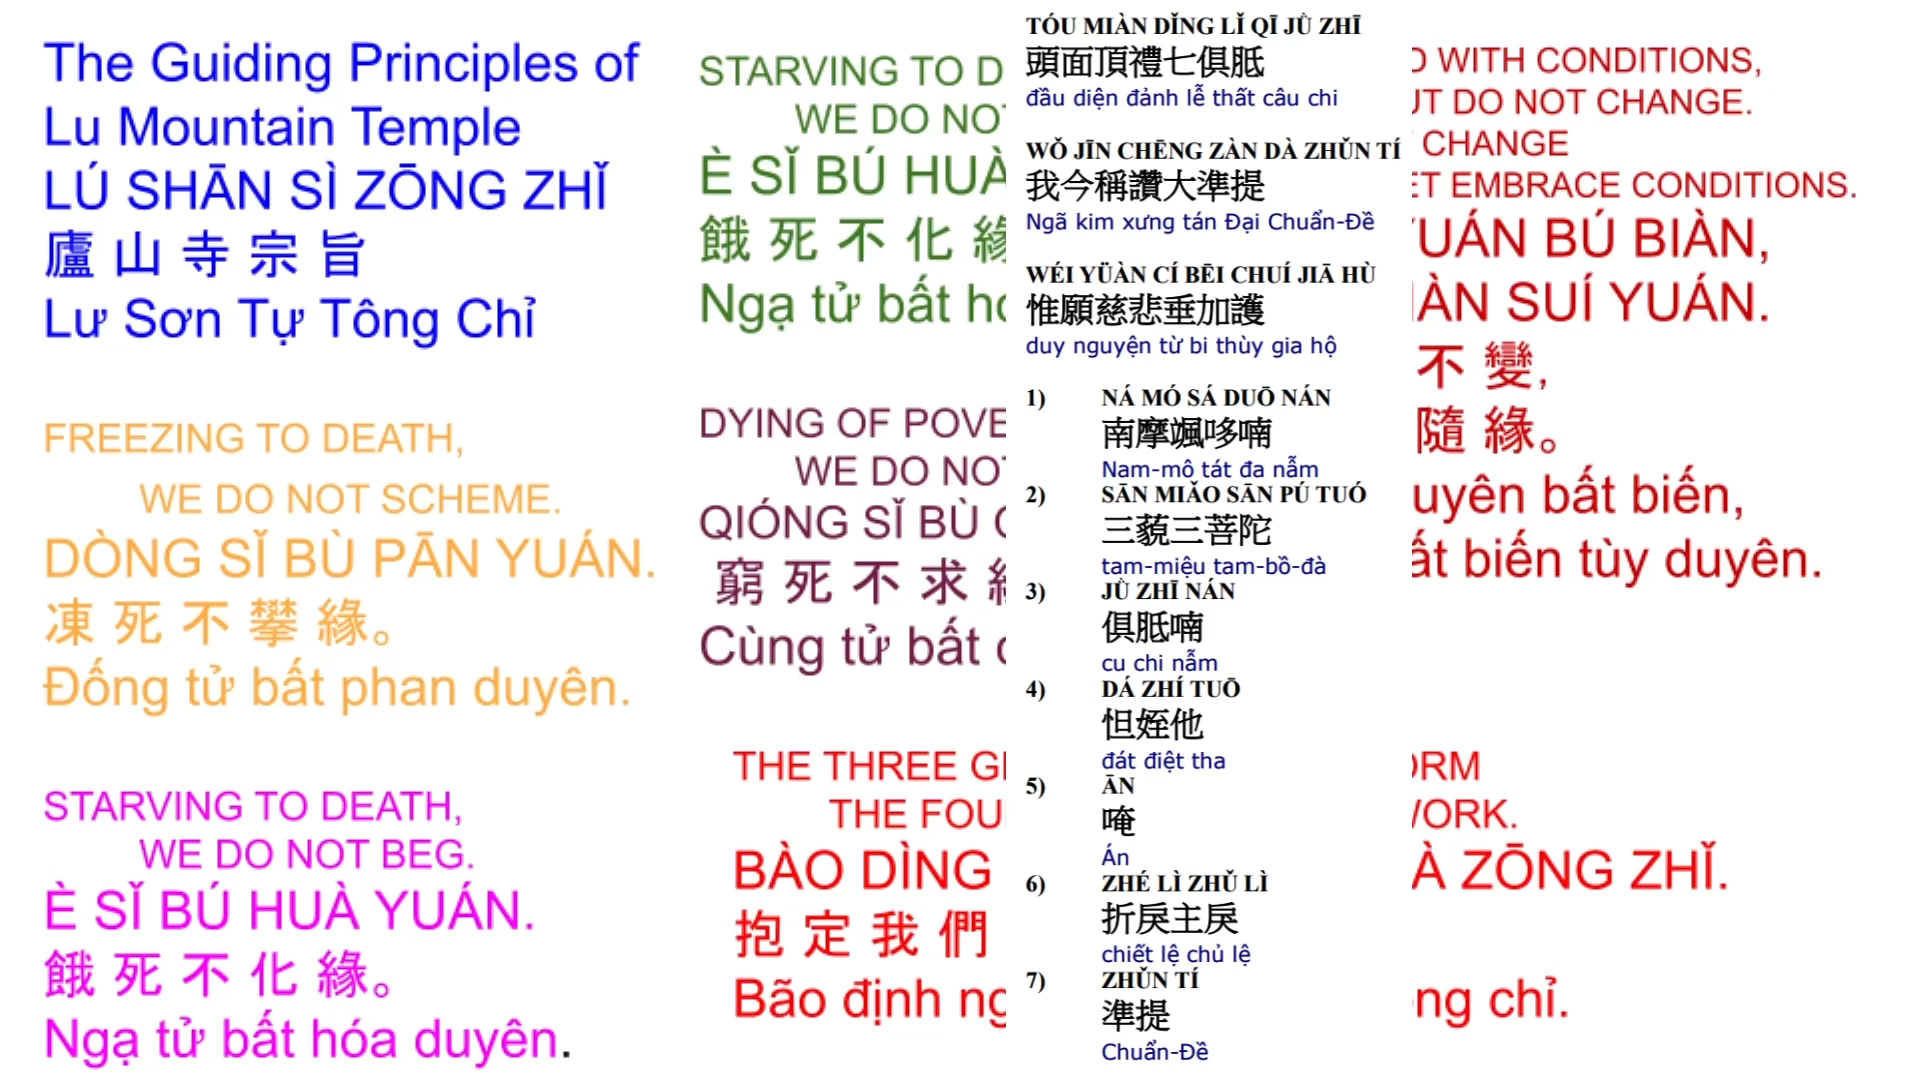 The Guiding Principles of
Lu Mountain Temple
LÚ SHĀN SÌ ZŌNG ZHǏ
廬 山 寺 宗 旨
Lư Sơn Tự Tông Chỉ
FREEZING TO DEATH,
WE DO NOT SCHEME.
DÒNG SǏ BÙ PĀN YUÁN.
凍 死 不 攀 緣。
Đống tử bất phan duyên.
STARVING TO DEATH,
WE DO NOT BEG.
È SǏ BÚ HUÀ YUÁN.
餓 死 不 化 緣。
Ngạ tử bất hóa duyên.
STARVING TO D
WE DO NO
È SǏ BÚ HUÀ
餓 死 不 化 緣
Ngạ tử bất h
DYING OF POVE
WE DO NO
QIÓNG SǏ BÙ
窮 死 不 求
Cùng tử bất
THE THREE G
THE FOU
BÀO DÌNG
抱 定 我 們
Bão định ng
TÓU MIÀN DǏNG LǏ QĪ JǛ ZHĪ
頭面頂禮七俱胝
đầu diện đảnh lễ thất câu chi
WǑ JĪN CHĒNG ZÀN DÀ ZHǓN TÍ
我今稱讚大準提
Ngã kim xưng tán Đại Chuẩn-Đề
WÉI YÜÀN CÍ BĒI CHUÍ JIĀ HÙ
惟願慈悲垂加護
duy nguyện từ bi thùy gia hộ
1) NÁ MÓ SÁ DUŌ NÁN
南摩颯哆喃
Nam-mô tát đa nẫm
2) SĀN MIǍO SĀN PÚ TUÓ
三藐三菩陀
tam-miệu tam-bồ-đà
3) JǛ ZHĪ NÁN
俱胝喃
cu chi nẫm
4) DÁ ZHÍ TUŌ
怛姪他
đát điệt tha
5) ĀN
唵
Án
6) ZHÉ LÌ ZHǓ LÌ
折戾主戾
chiết lệ chủ lệ
7) ZHǓN TÍ
準提
Chuẩn-Đề
WITH CONDITIONS,
UT DO NOT CHANGE.
CHANGE
ET EMBRACE CONDITIONS.
YUÁN BÚ BIÀN,
IÀN SUÍ YUÁN.
不 變,
隨 緣。
uyên bất biến,
ất biến tùy duyên.
ORM
WORK.
À ZŌNG ZHǏ.
ng chỉ.